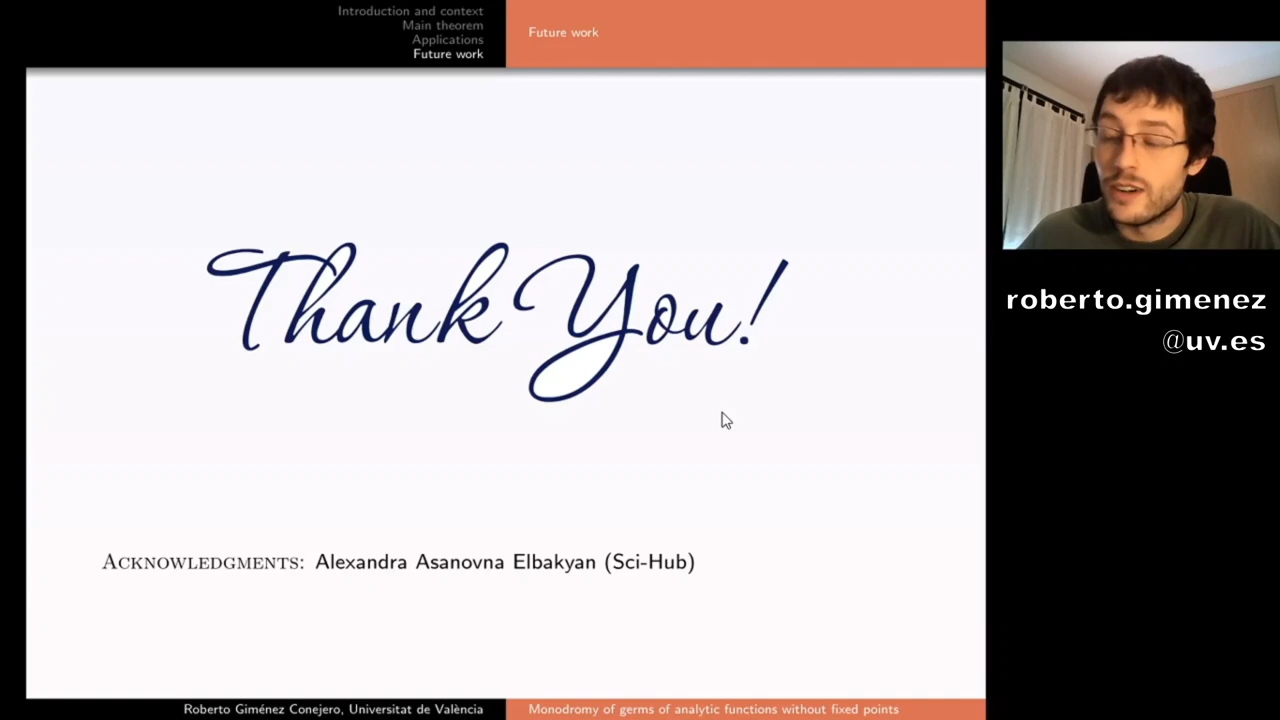 Introduction and context
Main theorem
Applications
Future work
Future work
Thank You!
ACKNOWLEDGMENTS: Alexandra Asanovna Elbakyan (Sci-Hub)
roberto.gimenez
@uv.es
Roberto Giménez Conejero, Universitat de València
Monodromy of germs of analytic functions without fixed points